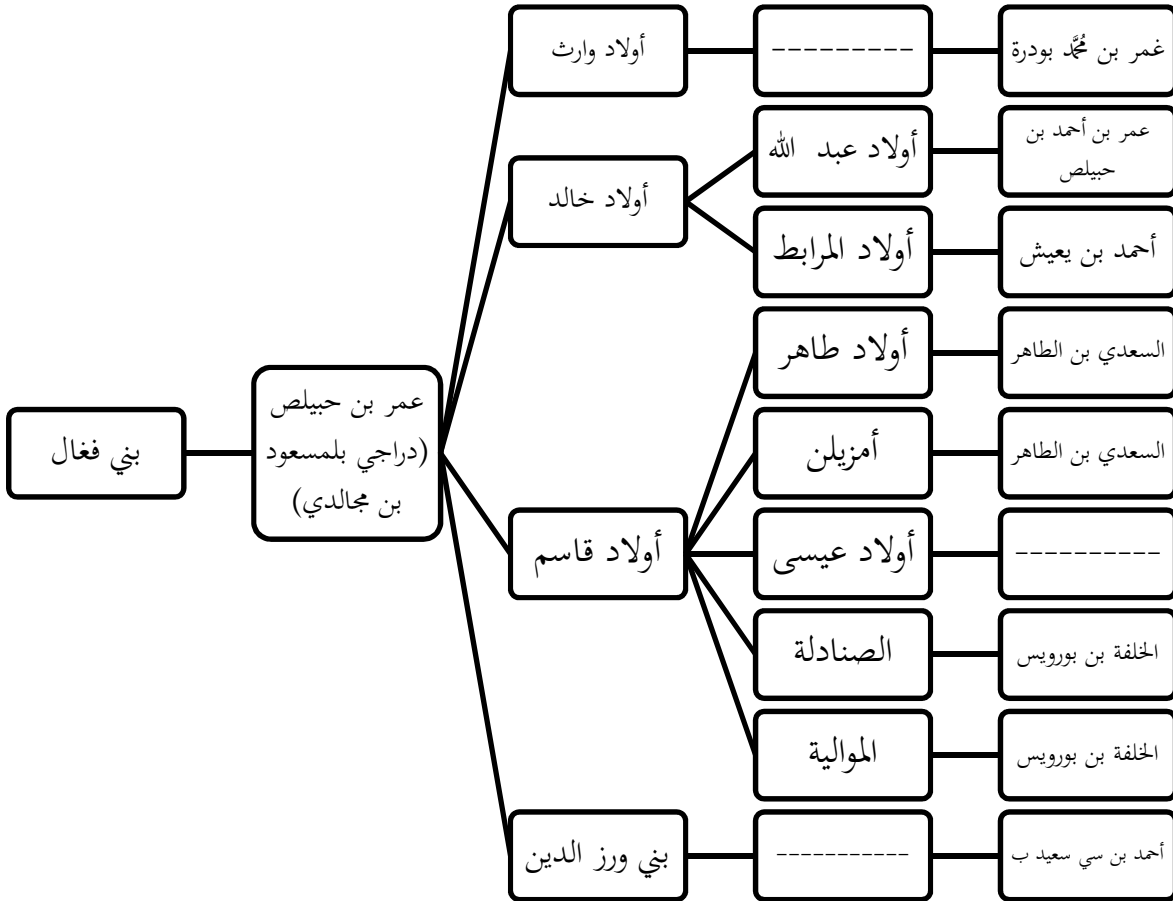 أولاد وارث
---------
غمر بن مُحَّد بودرة
أولاد خالد
أولاد عبد الله
عمر بن أحمد بن
حبيلص
أولاد المرابط
أحمد بن يعيش
بني فغال
عمر بن حبيلص
(دراجي بلمسعود
بن مجالدي)
أولاد قاسم
أولاد طاهر
السعدي بن الطاهر
أمزيلن
السعدي بن الطاهر
أولاد عيسى
----------
الصنادلة
الخلفة بن بورويس
الموالية
الخلفة بن بورويس
بني ورز الدين
-----------
أحمد بن سي سعيد ب